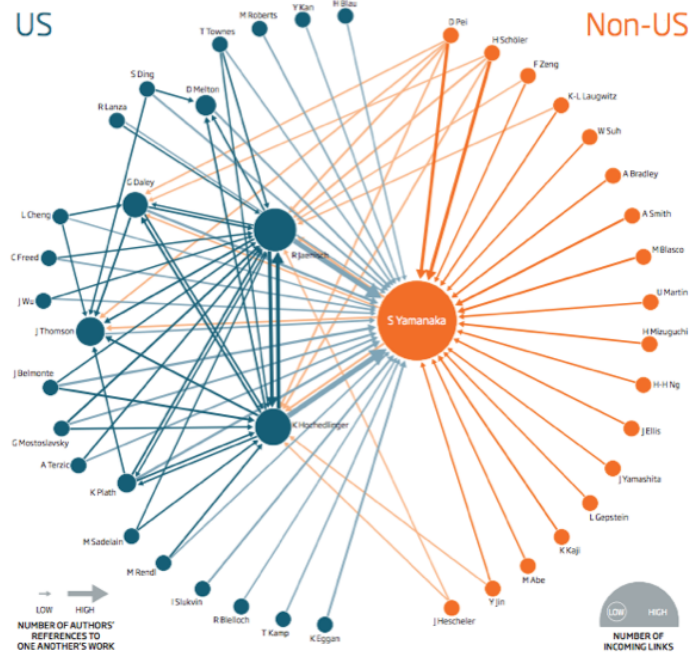 US
Non-US
Y Kan
H Blau
M Roberts
D Pei
T Townes
H Schöler
F Zeng
S Ding
D Melton
K-L Laugwitz
R Lanza
W Suh
A Bradley
G Daley
L Cheng
A Smith
R Jaenisch
M Blasco
C Freed
U Martin
J Wu
S Yamanaka
J Thomson
H Mizuguchi
J Belmonte
H-H Ng
K Hochedlinger
J Ellis
G Mostoslavsky
A Terzic
J Yamashita
K Plath
L Gepstein
M Sadelain
K Kaji
M Rendl
M Abe
I Slukvin
Y Jin
R Blelloch
J Hescheler
T Kamp
K Eggan
LOW
HIGH
NUMBER OF AUTHORS'
REFERENCES TO
ONE ANOTHER'S WORK
LOW
HIGH
NUMBER OF
INCOMING LINKS